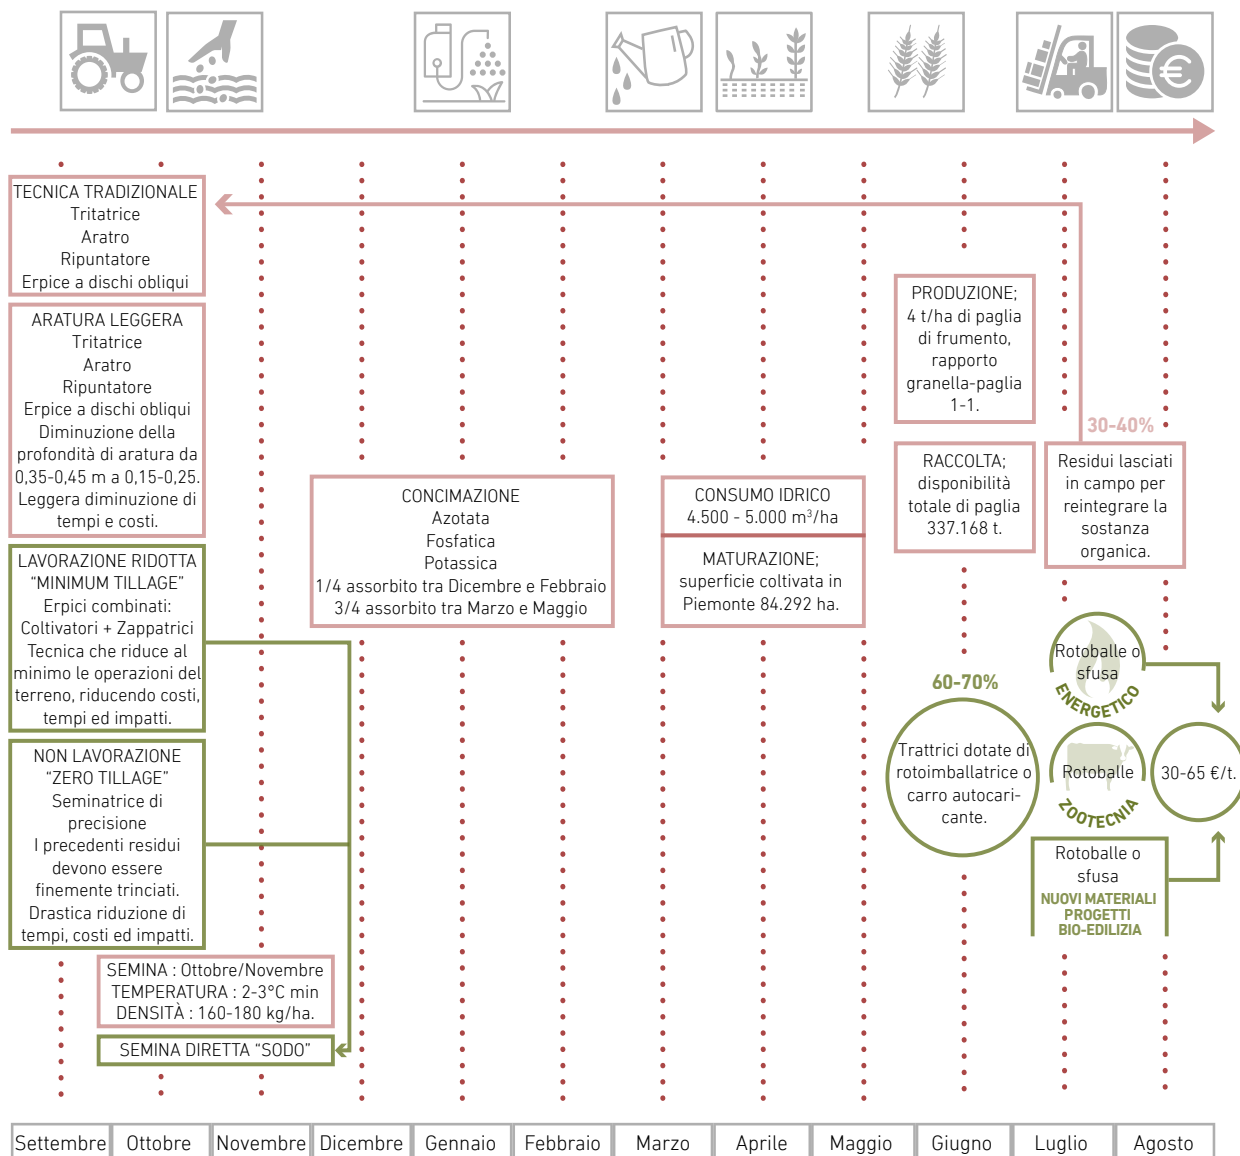 TECNICA TRADIZIONALE
Tritatrice
Aratro
Ripuntatore
Erpice a dischi obliqui
ARATURA LEGGERA
Tritatrice
Aratro
Ripuntatore
Erpice a dischi obliqui
Diminuzione della
profondità di aratura da
0,35-0,45 m a 0,15-0,25.
Leggera diminuzione di
tempi e costi.
LAVORAZIONE RIDOTTA
“MINIMUM TILLAGE”
Erpici combinati:
Coltivatori + Zappatrici
Tecnica che riduce al
minimo le operazioni del
terreno, riducendo costi,
tempi ed impatti.
NON LAVORAZIONE
“ZERO TILLAGE”
Seminatrice di
precisione
I precedenti residui
devono essere
finemente trinciati.
Drastica riduzione di
tempi, costi ed impatti.
SEMINA : Ottobre/Novembre
TEMPERATURA : 2-3°C min
DENSITÀ : 160-180 kg/ha.
SEMINA DIRETTA “SODO”
CONCIMAZIONE
Azotata
Fosfatica
Potassica
1/4 assorbito tra Dicembre e Febbraio
3/4 assorbito tra Marzo e Maggio
CONSUMO IDRICO
4.500 - 5.000 m³/ha
MATURAZIONE;
superficie coltivata in
Piemonte 84.292 ha.
PRODUZIONE;
4 t/ha di paglia
di frumento,
rapporto
granella-paglia
1-1.
RACCOLTA;
disponibilità
totale di paglia
337.168 t.
30-40%
Residui lasciati
in campo per
reintegrare la
sostanza
organica.
60-70%
Trattrici dotate di
rotoimballatrice o
carro autocari-
cante.
Rotoballe o
sfusa
ENERGETICO
Rotoballe
ZOOTECNIA
Rotoballe o
sfusa
NUOVI MATERIALI
PROGETTI
BIO-EDILIZIA
30-65 €/t.
€
Settembre
Ottobre
Novembre
Dicembre
Gennaio
Febbraio
Marzo
Aprile
Maggio
Giugno
Luglio
Agosto